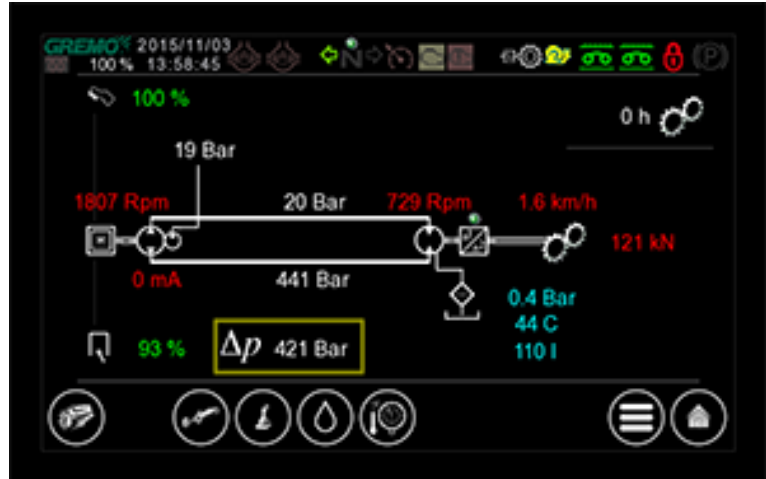 GREMO 2015/11/03
100% 13:58:45
N
(P)
100 %
0 h
19 Bar
1807 Rpm 20 Bar 729 Rpm 1.6 km/h
121 kN
0 mA 441 Bar
0.4 Bar
44 C
93 % Δp 421 Bar 110 l